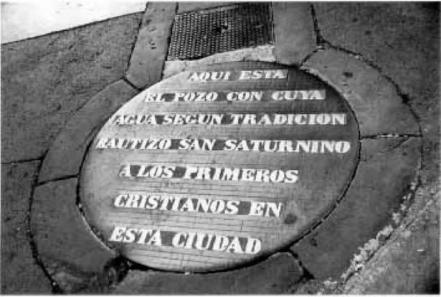 AQUI ESTA
EL POZO CON CUYA
AGUA SEGUN TRADICION
BAUTIZO SAN SATURNINO
A LOS PRIMEROS
CRISTIANOS EN
ESTA CIUDAD